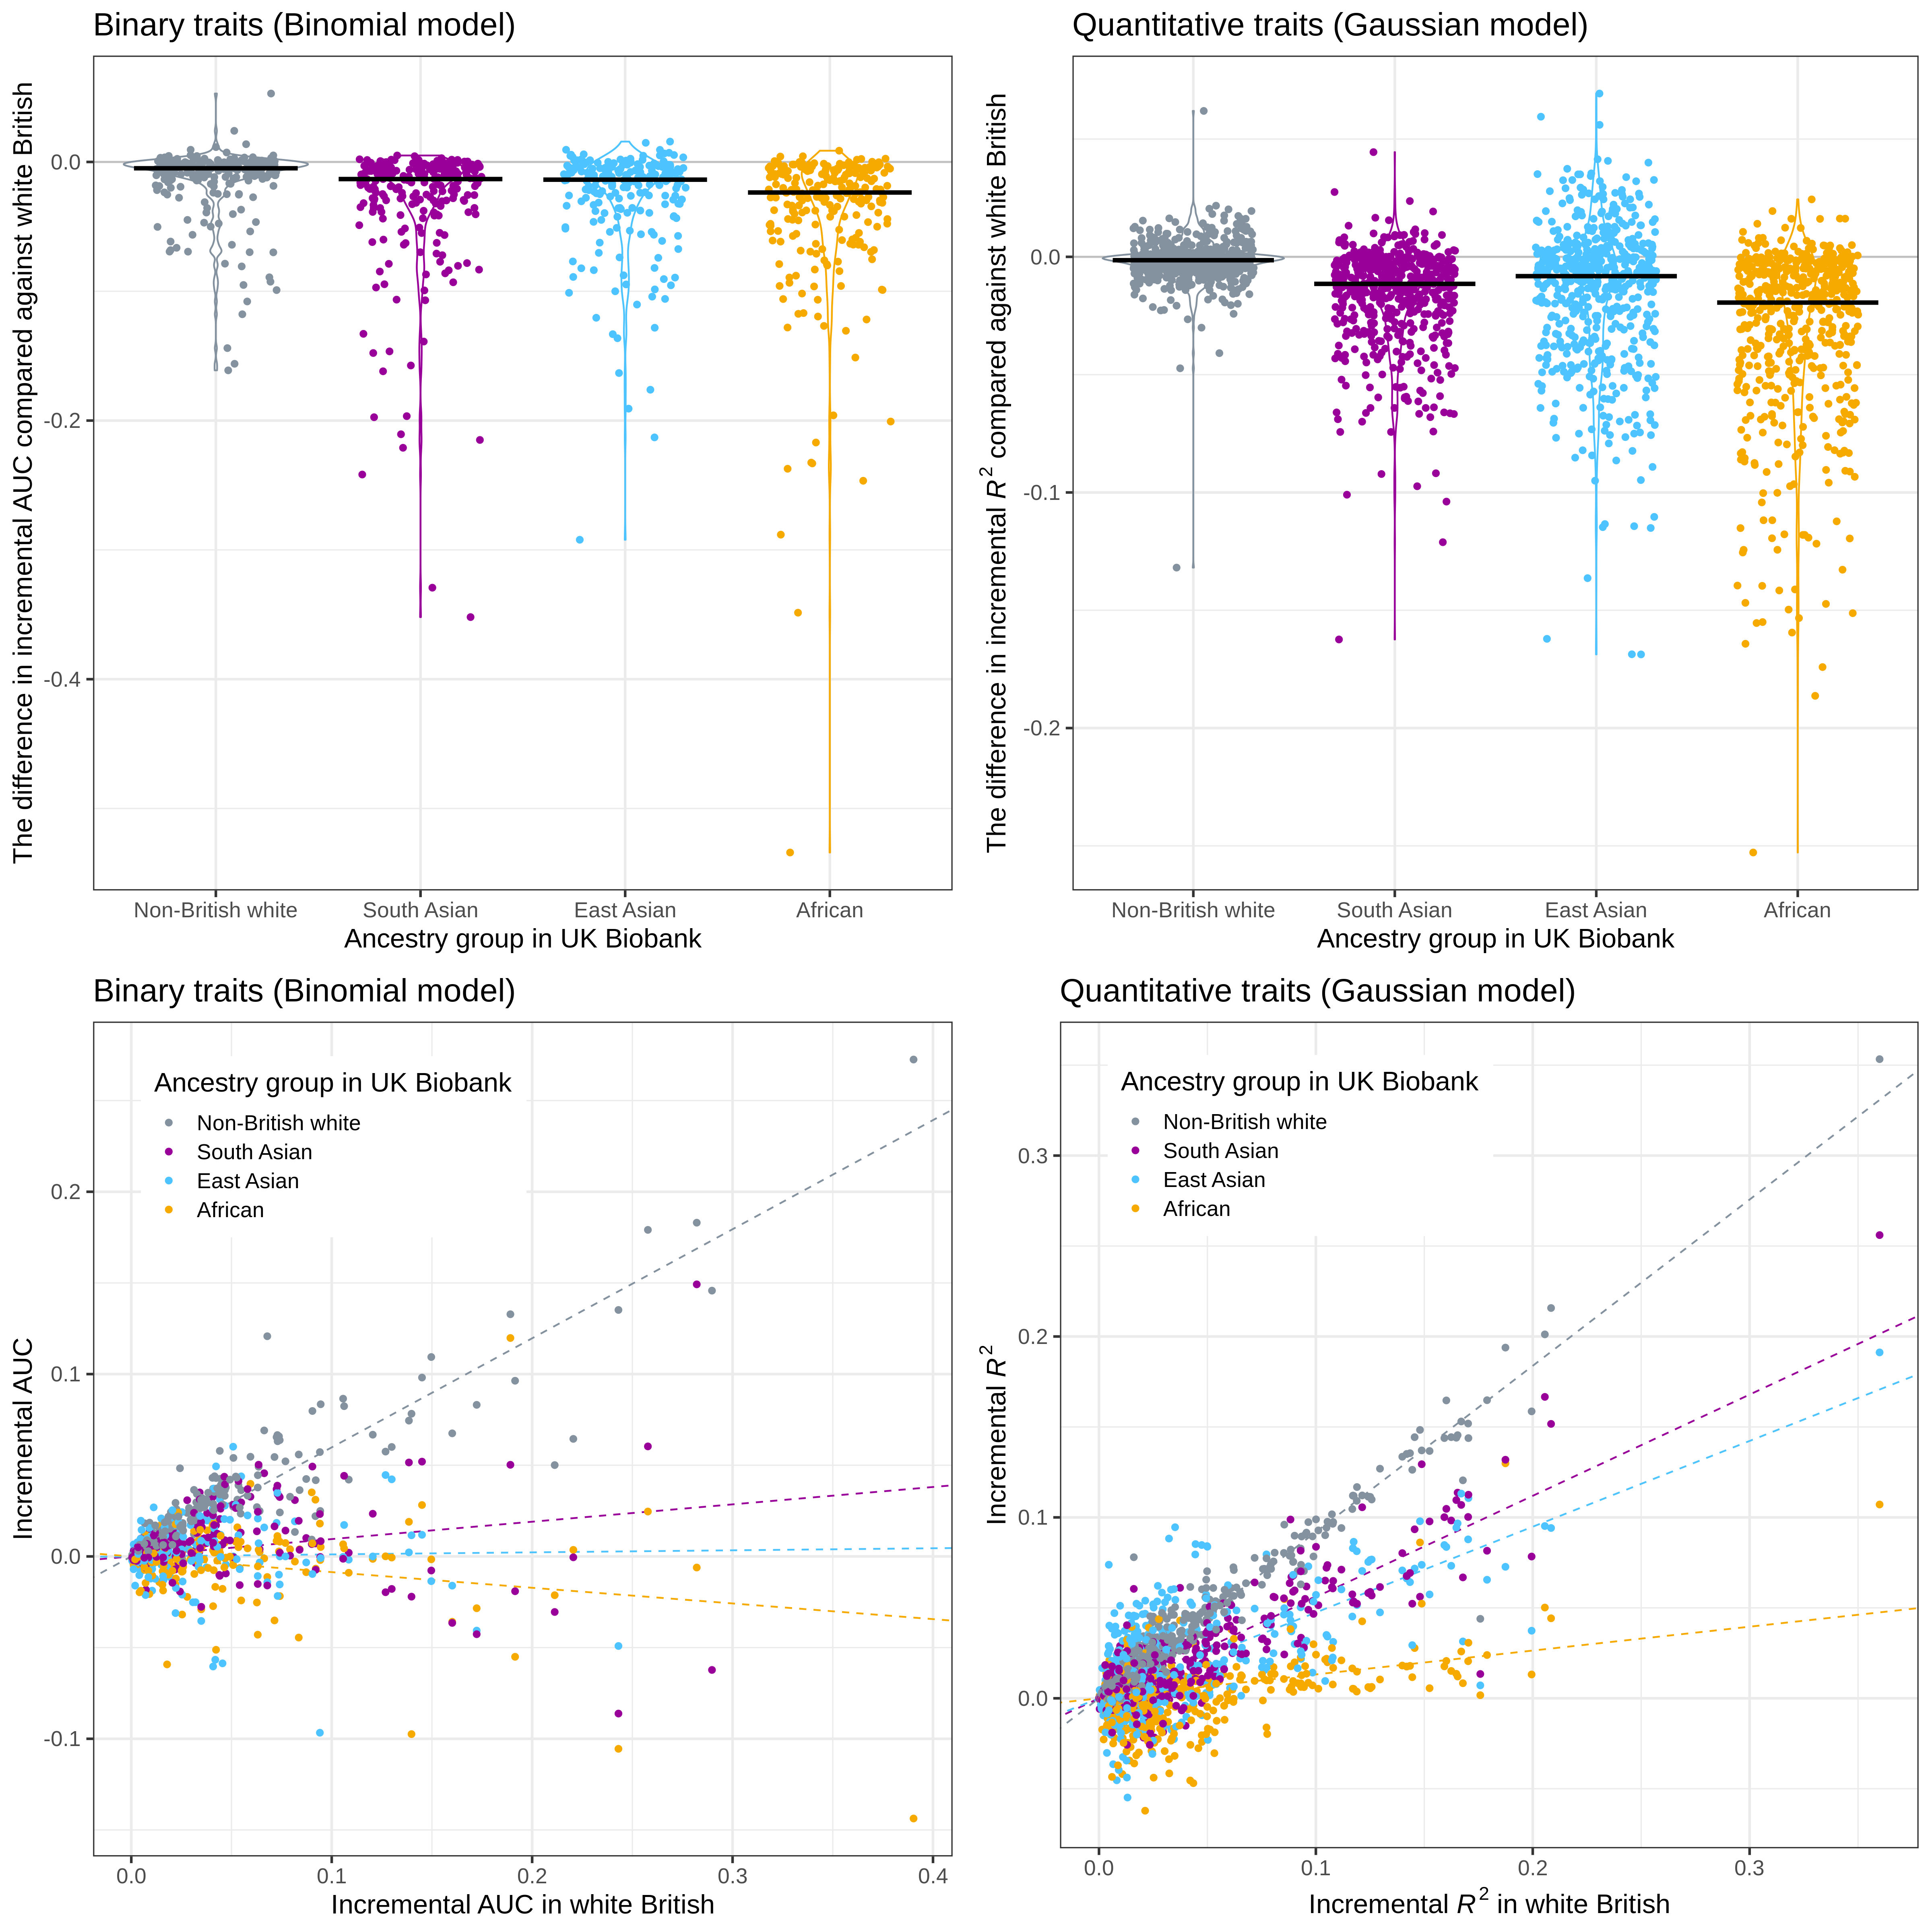 Binary traits (Binomial model)
The difference in incremental AUC compared against white British
0.0
-0.2
-0.4
Non-British white
South Asian
East Asian
African
Ancestry group in UK Biobank
Quantitative traits (Gaussian model)
The difference in incremental R² compared against white British
0.0
-0.1
-0.2
Non-British white
South Asian
East Asian
African
Ancestry group in UK Biobank
Binary traits (Binomial model)
Incremental AUC
0.2
0.1
0.0
-0.1
Ancestry group in UK Biobank
Non-British white
South Asian
East Asian
African
0.0
0.1
0.2
0.3
0.4
Incremental AUC in white British
Quantitative traits (Gaussian model)
Incremental R²
0.3
0.2
0.1
0.0
Ancestry group in UK Biobank
Non-British white
South Asian
East Asian
African
0.0
0.1
0.2
0.3
Incremental R² in white British